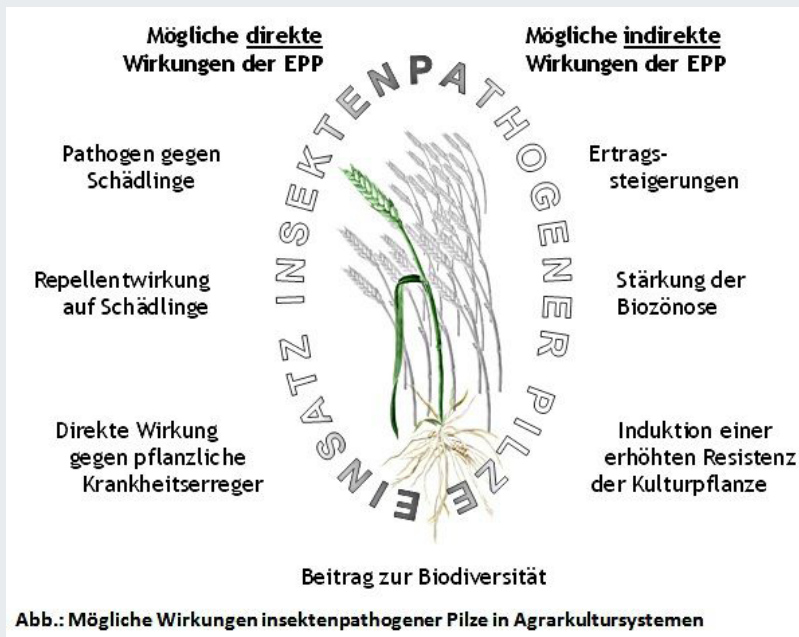 Mögliche direkte
Wirkungen der EPP
Mögliche indirekte
Wirkungen der EPP
EINSATZ INSEKTENPATHOGENER PILZE
Pathogen gegen
Schädlinge
Repellentwirkung
auf Schädlinge
Direkte Wirkung
gegen pflanzliche
Krankheitserreger
Ertrags-
steigerungen
Stärkung der
Biozönose
Induktion einer
erhöhten Resistenz
der Kulturpflanze
Beitrag zur Biodiversität
Abb.: Mögliche Wirkungen insektenpathogener Pilze in Agrarkultursystemen